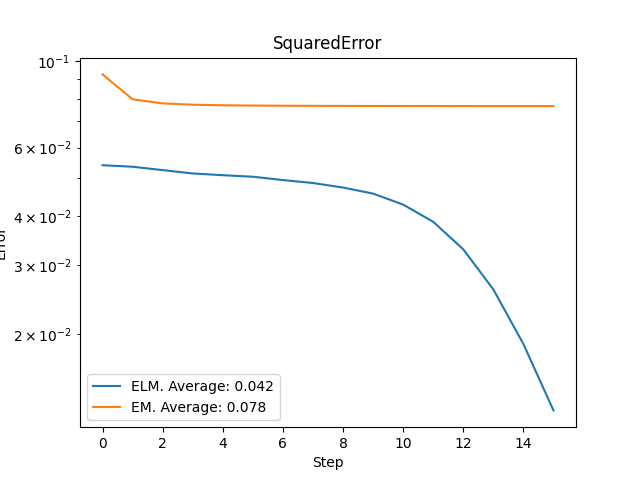 SquaredError
10⁻¹
6 × 10⁻²
4 × 10⁻²
3 × 10⁻²
2 × 10⁻²
Error
ELM. Average: 0.042
EM. Average: 0.078
0 2 4 6 8 10 12 14
Step